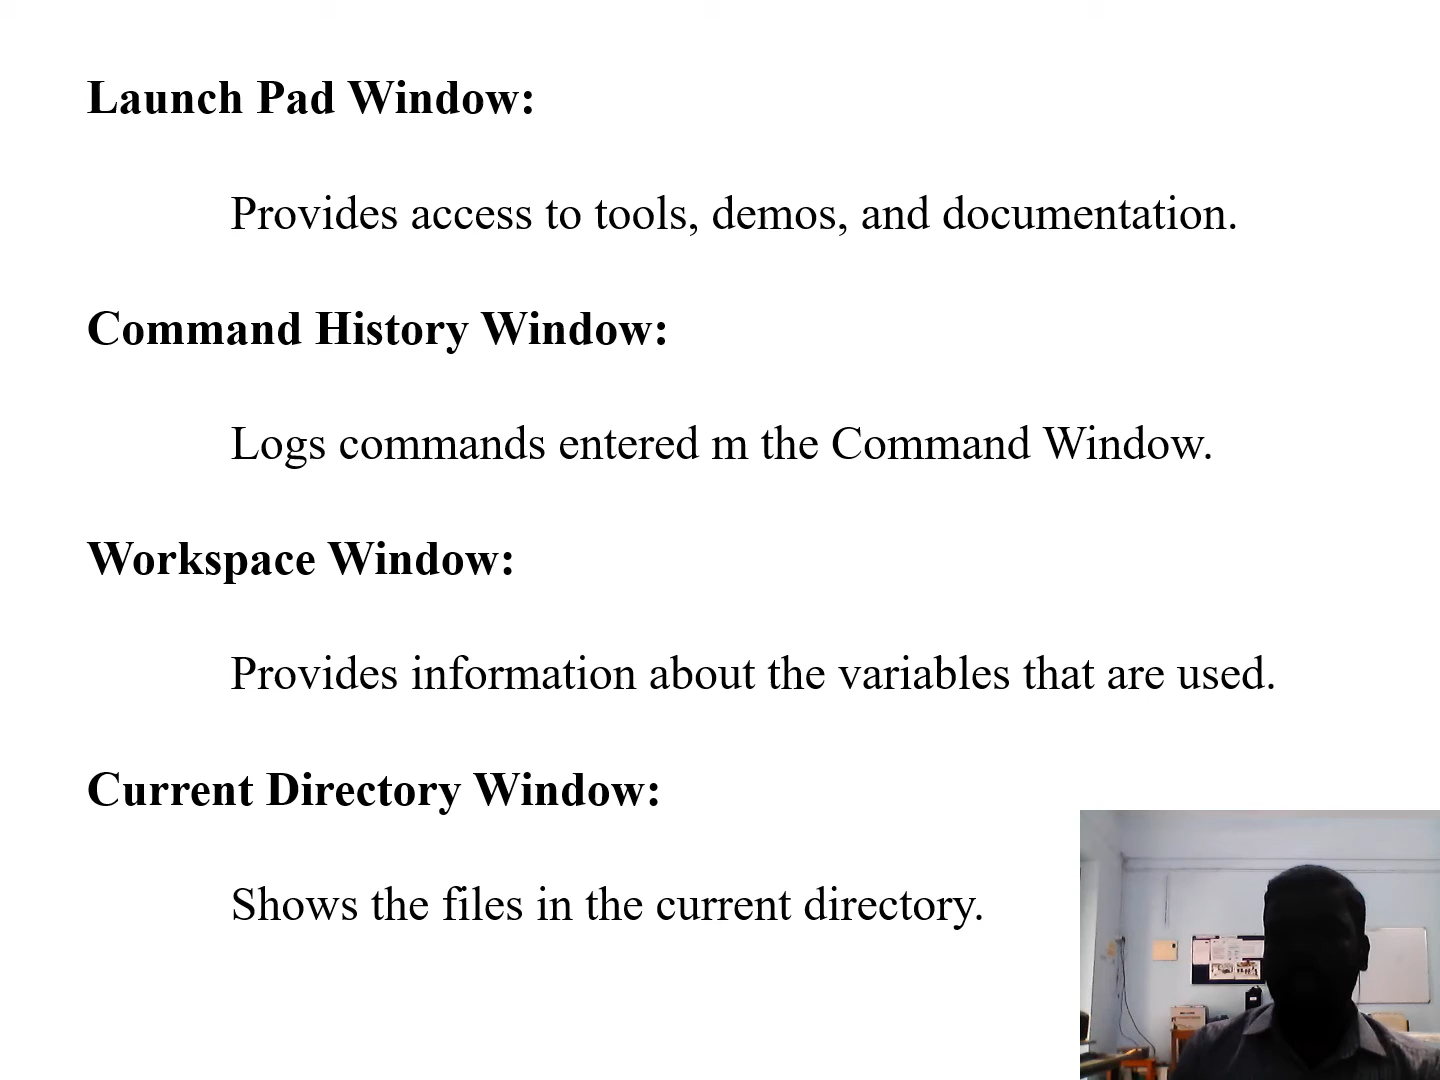 Launch Pad Window:
Provides access to tools, demos, and documentation.
Command History Window:
Logs commands entered m the Command Window.
Workspace Window:
Provides information about the variables that are used.
Current Directory Window:
Shows the files in the current directory.